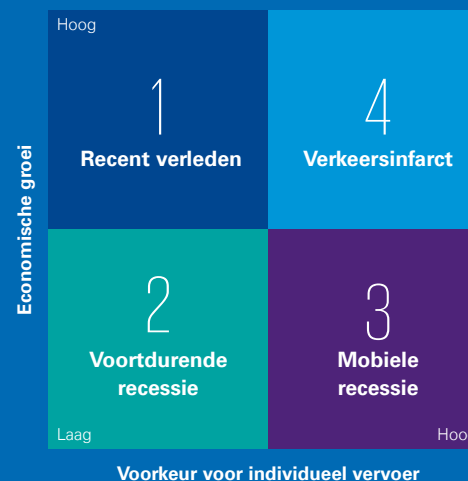 Hoog
1
Recent verleden
4
Verkeersinfarct
Economische groei
2
Voortdurende
recessie
3
Mobiele
recessie
Laag
Hoo
Voorkeur voor individueel vervoer